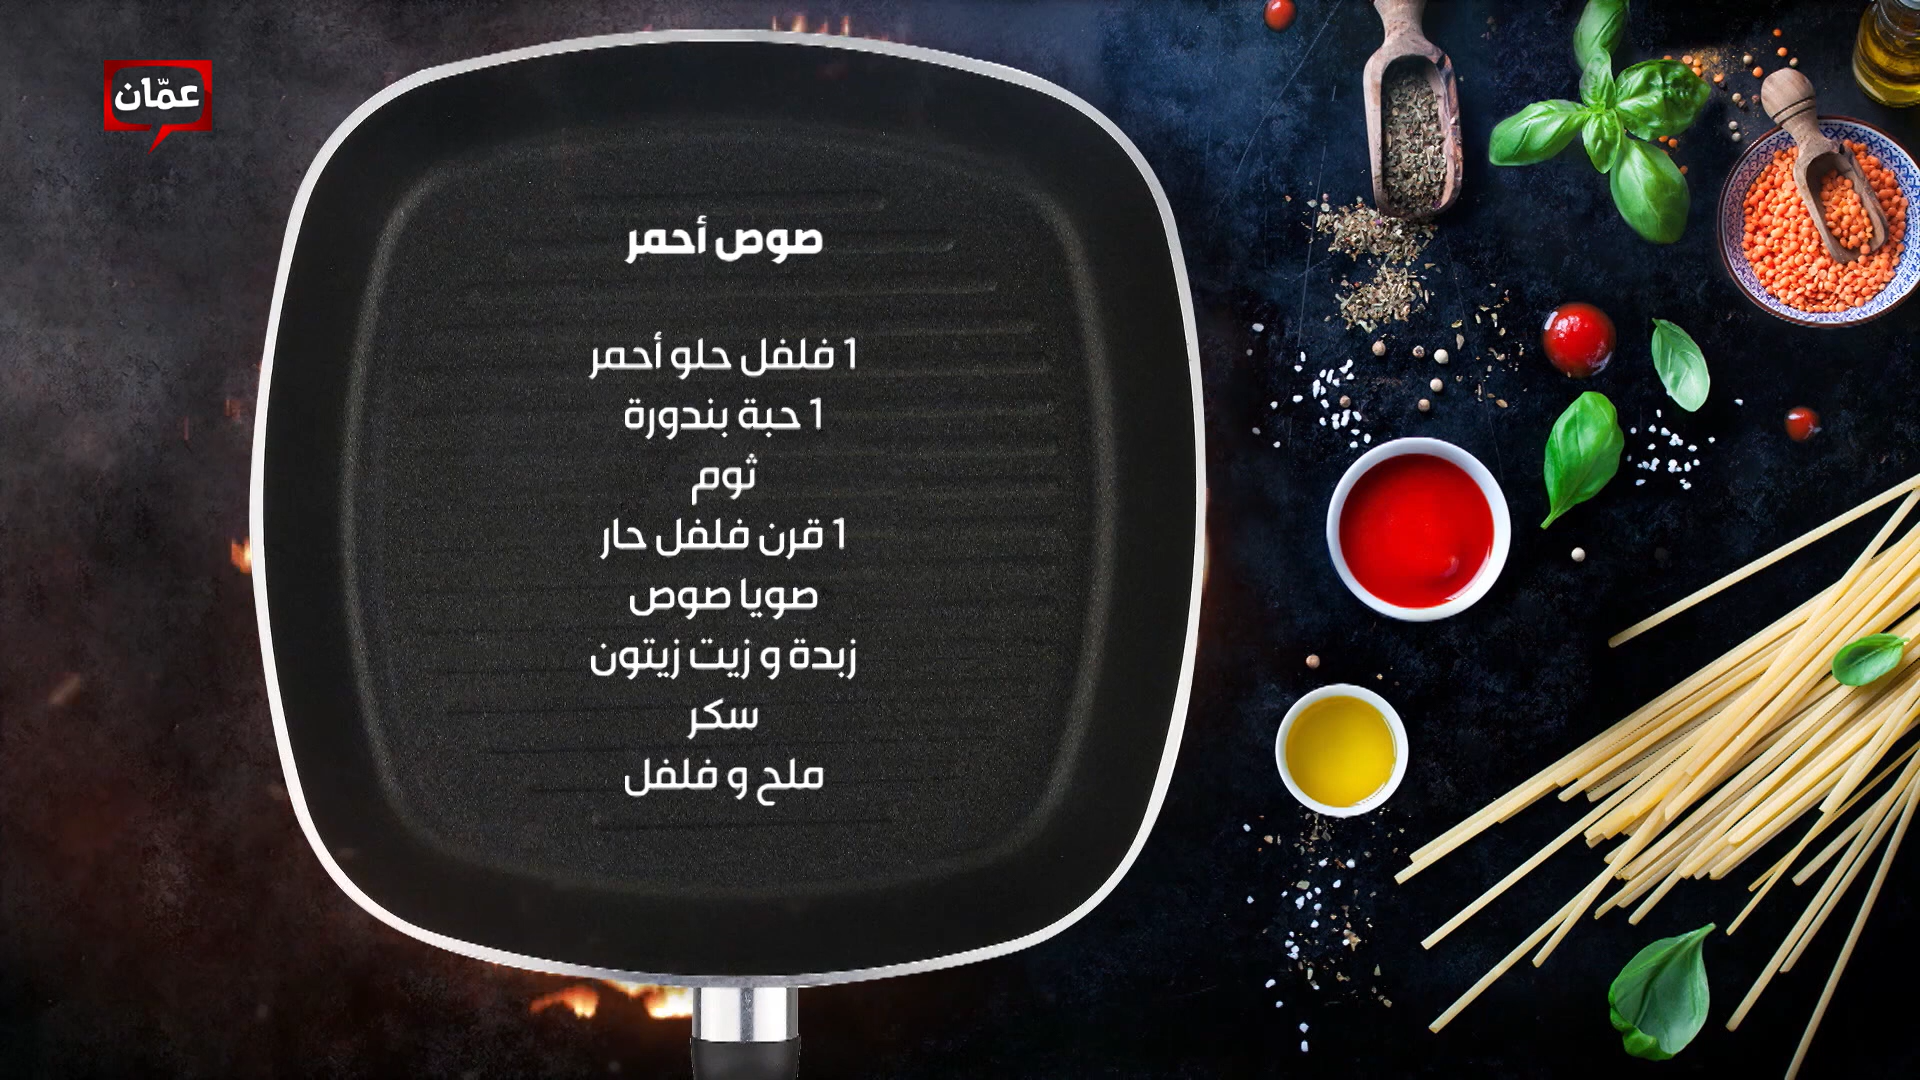 عمّان
صوص أحمر
1 فلفل حلو أحمر
1 حبة بندورة
ثوم
1 قرن فلفل حار
صويا صوص
زبدة و زيت زيتون
سكر
ملح و فلفل